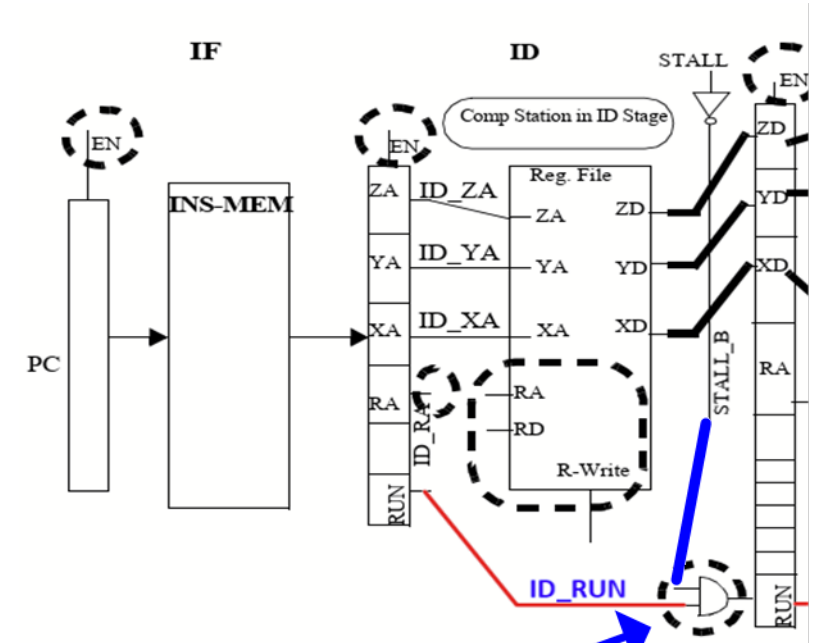 IF
ID
STALL
EN
EN
EN
Comp Station in ID Stage
ZA
ID_ZA
Reg. File
ZA
ZD
ZD
INS-MEM
YA
ID_YA
YA
YD
YD
XA
ID_XA
XA
XD
XD
PC
RA
ID_RA
RA
RD
R-Write
STALL_B
RA
RUN
ID_RUN
RUN